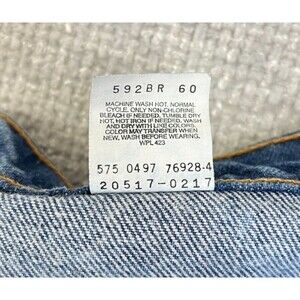 592BR 60
MACHINE WASH HOT, NORMAL
CYCLE, ONLY NON-CHLORINE
BLEACH IF NEEDED, TUMBLE DRY
HOT, HOT IRON IF NEEDED, WASH
AND DRY WITH LIKE COLORS,
COLOR MAY TRANSFER WHEN
NEW, WASH BEFORE WEARING.
WPL 423
575 0497 76928-4
20517-0217